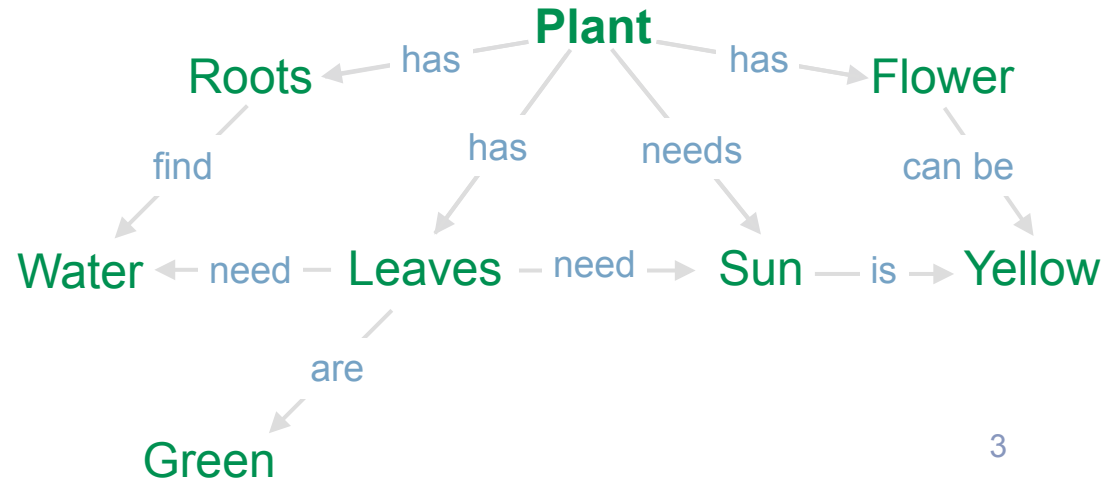 Plant
Roots has has Flower
find has needs can be
Water need Leaves need Sun is Yellow
are
Green
3